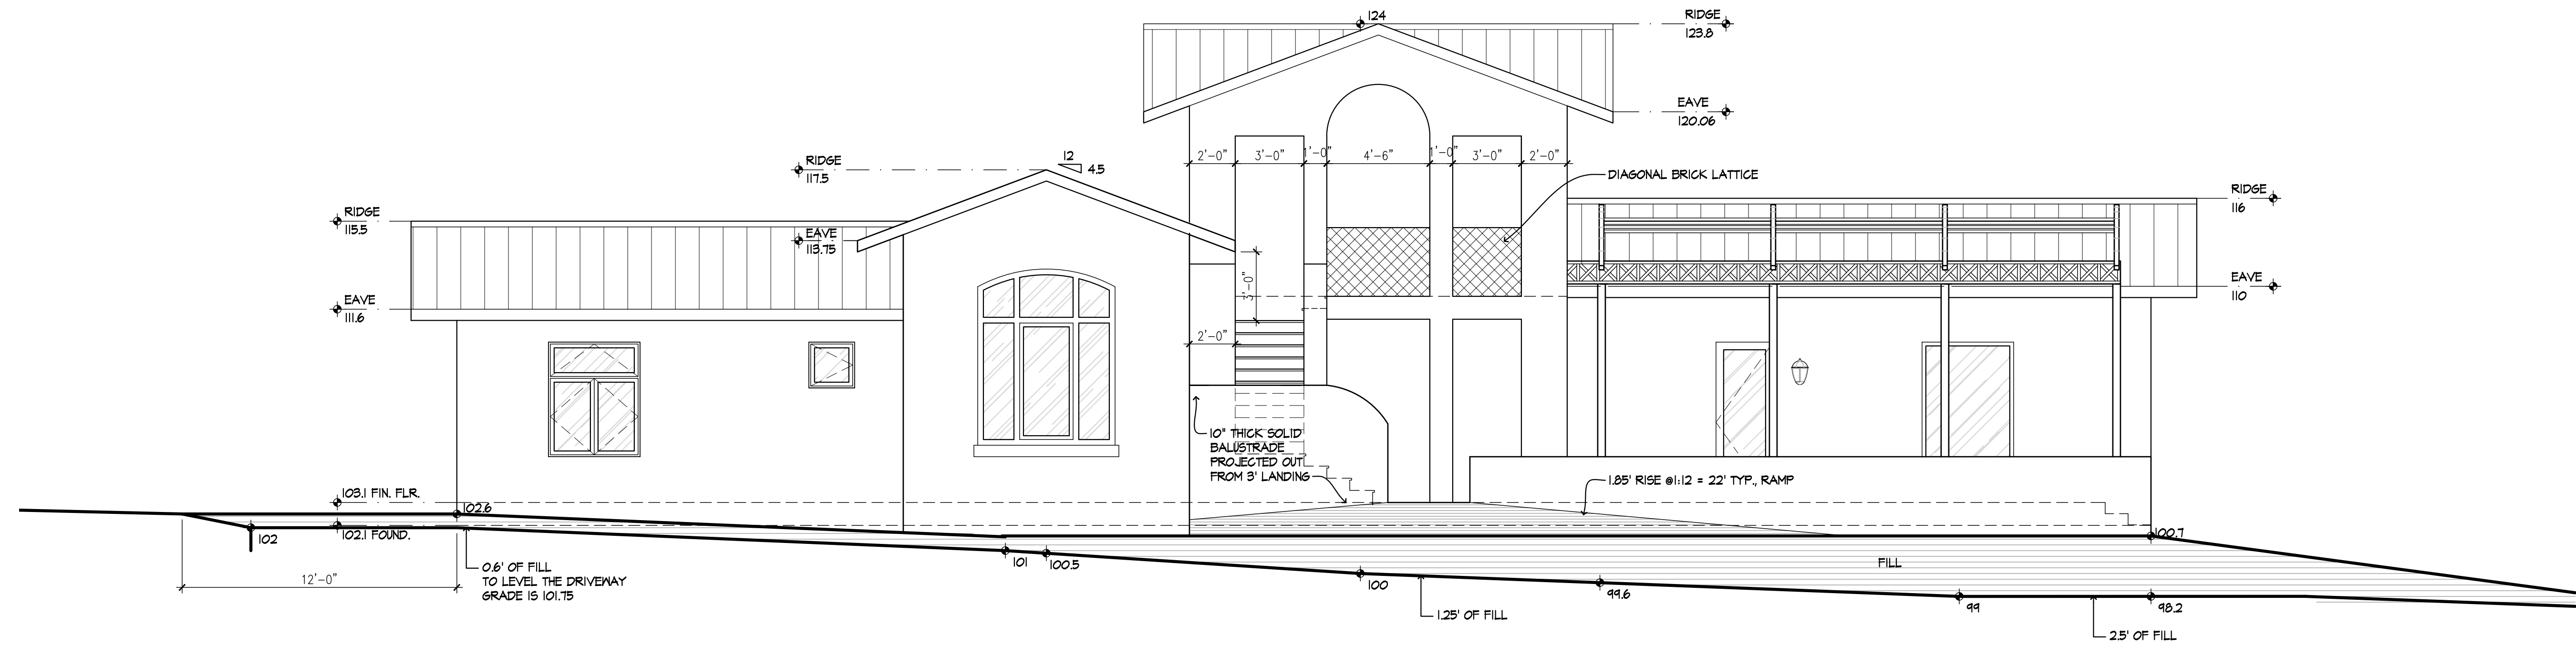 124
RIDGE
123.8
EAVE
120.06
12
4.5
RIDGE
117.5
2'-0"
3'-0"
1'-0"
4'-6"
1'-0"
3'-0"
2'-0"
DIAGONAL BRICK LATTICE
RIDGE
116
RIDGE
115.5
EAVE
113.75
EAVE
110
EAVE
111.6
3'-0"
2'-0"
10" THICK SOLID
BALUSTRADE
PROJECTED OUT
FROM 3' LANDING
1.85' RISE @1:12 = 22' TYP., RAMP
103.1 FIN. FLR.
102.6
102.1 FOUND.
102
100.7
12'-0"
0.6' OF FILL
TO LEVEL THE DRIVEWAY
GRADE IS 101.75
101
100.5
FILL
100
99.6
99
98.2
1.25' OF FILL
2.5' OF FILL